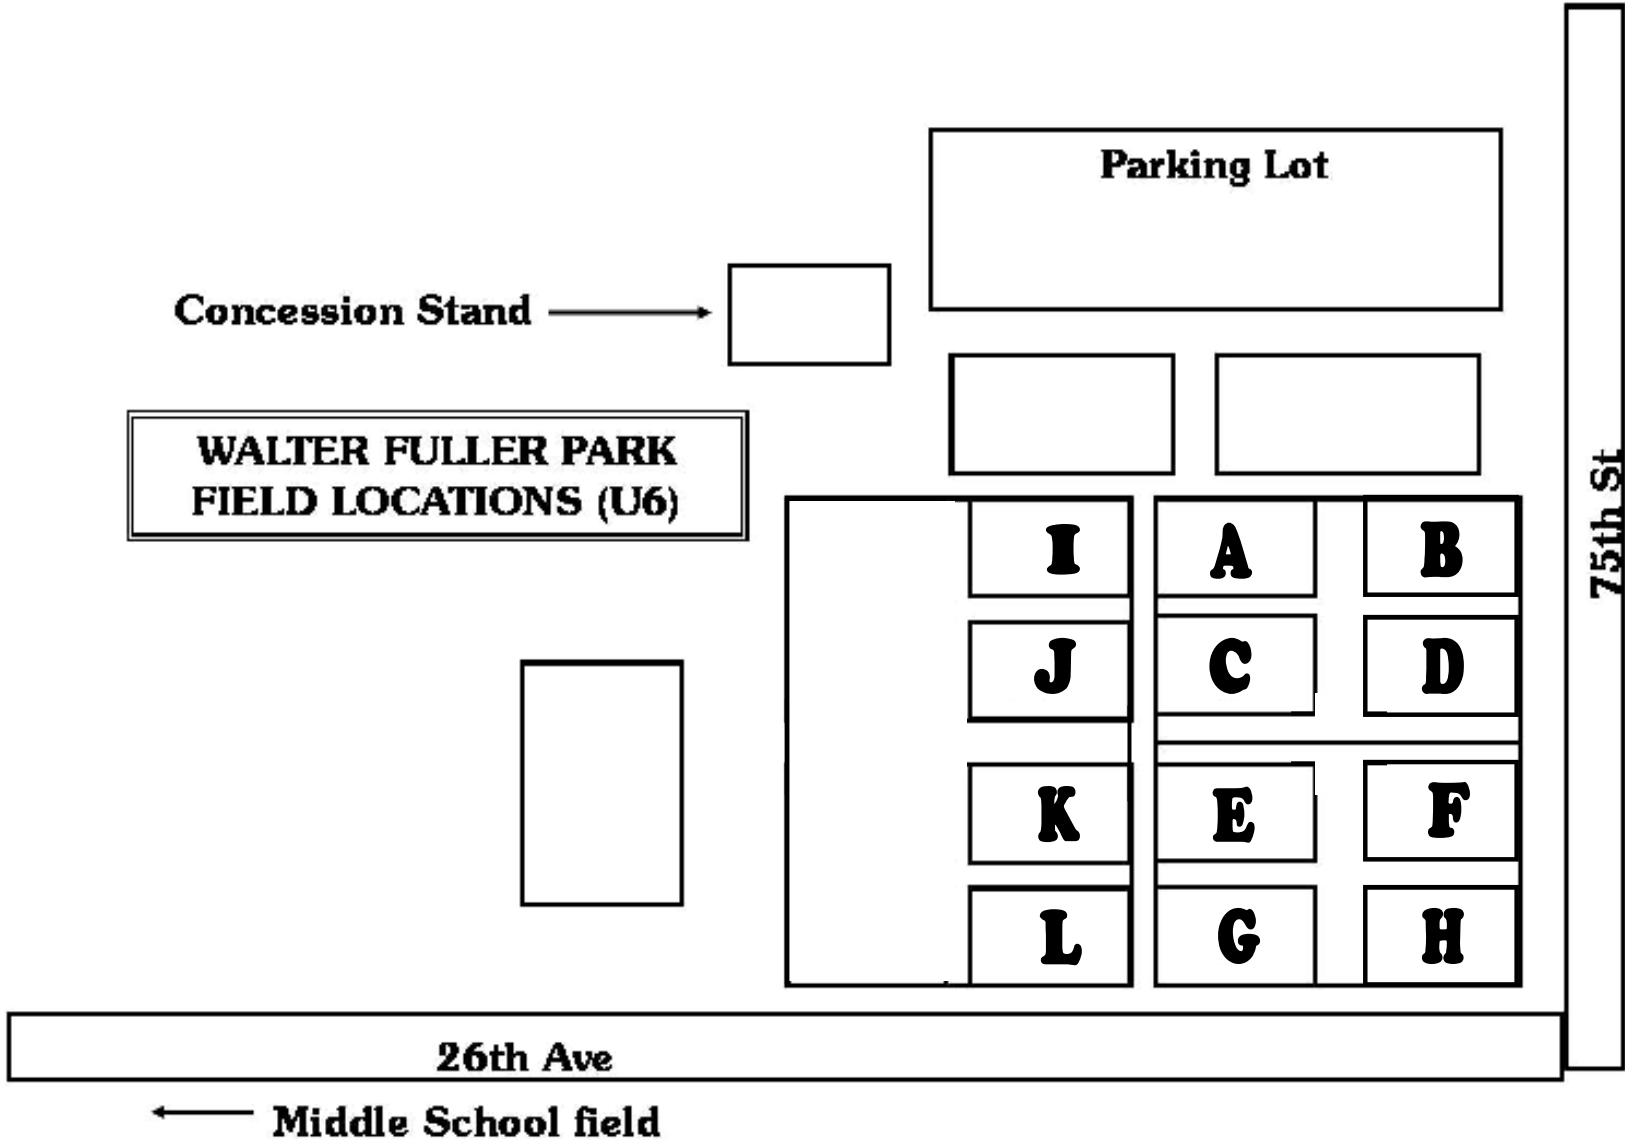 Parking Lot
Concession Stand
WALTER FULLER PARK
FIELD LOCATIONS (U6)
75th St
I A B
J C D
K E F
L G H
26th Ave
Middle School field